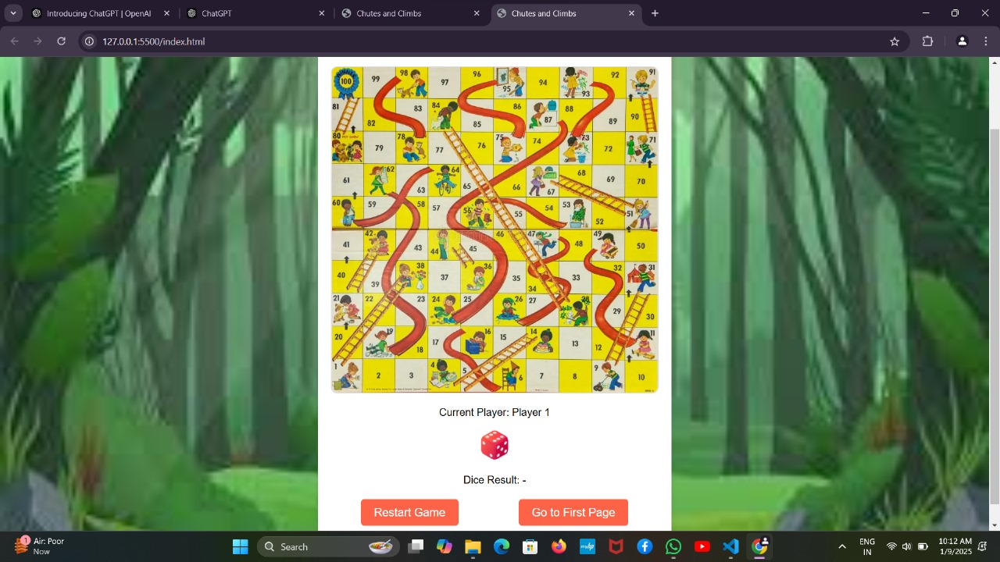 Introducing ChatGPT | OpenAI
ChatGPT
Chutes and Climbs
Chutes and Climbs
127.0.0.1:5500/index.html
100 99 98 97 96 95 94 93 92 91
81 82 83 84 85 86 87 88 89 90
80 PET SHOW 79 78 77 76 75 74 73 72 71
61 62 63 64 65 66 67 68 69 70
60 59 58 57 56 55 54 53 52 51
41 42 43 44 45 46 47 48 49 50
40 39 38 37 36 35 34 33 32 31
21 22 23 24 25 26 27 28 29 30
20 19 18 17 16 15 14 13 12 11
1 2 3 4 5 6 7 8 9 10
Current Player: Player 1
Dice Result: -
Restart Game
Go to First Page
1
Air: Poor
Now
Search
ENG
IN
10:12 AM
1/9/2025